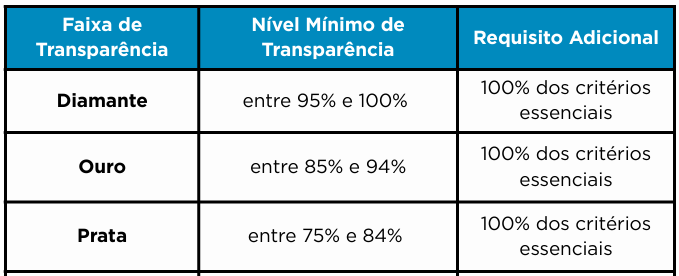 Faixa de
Transparência
Nível Mínimo de
Transparência
Requisito Adicional
Diamante
entre 95% e 100%
100% dos critérios
essenciais
Ouro
entre 85% e 94%
100% dos critérios
essenciais
Prata
entre 75% e 84%
100% dos critérios
essenciais